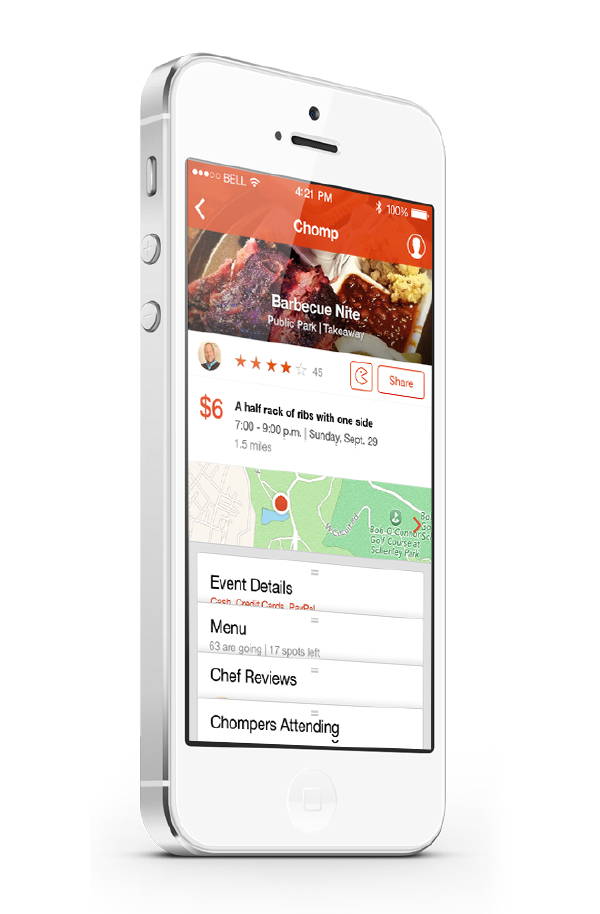 BELL
4:21 PM
100%
Chomp
Barbecue Nite
Public Park | Takeaway
45
Share
$6
A half rack of ribs with one side
7:00 - 9:00 p.m. | Sunday, Sept. 29
1.5 miles
Bob O'Connor
Golf Course at
Schenley Park
Event Details
Cash, Credit Cards, PayPal
Menu
63 are going | 17 spots left
Chef Reviews
Chompers Attending